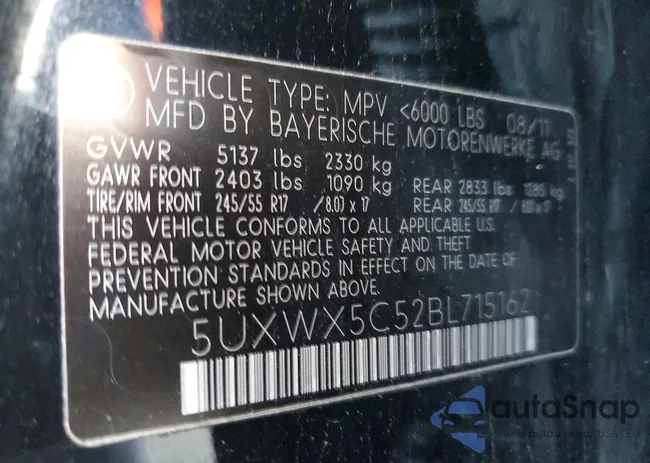 VEHICLE TYPE: MPV <6000 LBS 08/11
MFD BY BAYERISCHE MOTORENWERKE AG
GVWR 5137 lbs 2330 kg
GAWR FRONT 2403 lbs 1090 kg REAR 2833 lbs 1285 kg
TIRE/RIM FRONT 245/55 R17 / 8.0J x 17 REAR 245/55 R17 / 8.0J x 17
THIS VEHICLE CONFORMS TO ALL APPLICABLE U.S.
FEDERAL MOTOR VEHICLE SAFETY AND THEFT
PREVENTION STANDARDS IN EFFECT ON THE DATE OF
MANUFACTURE SHOWN ABOVE.
5UXWX5C52BL715162
autoSnap